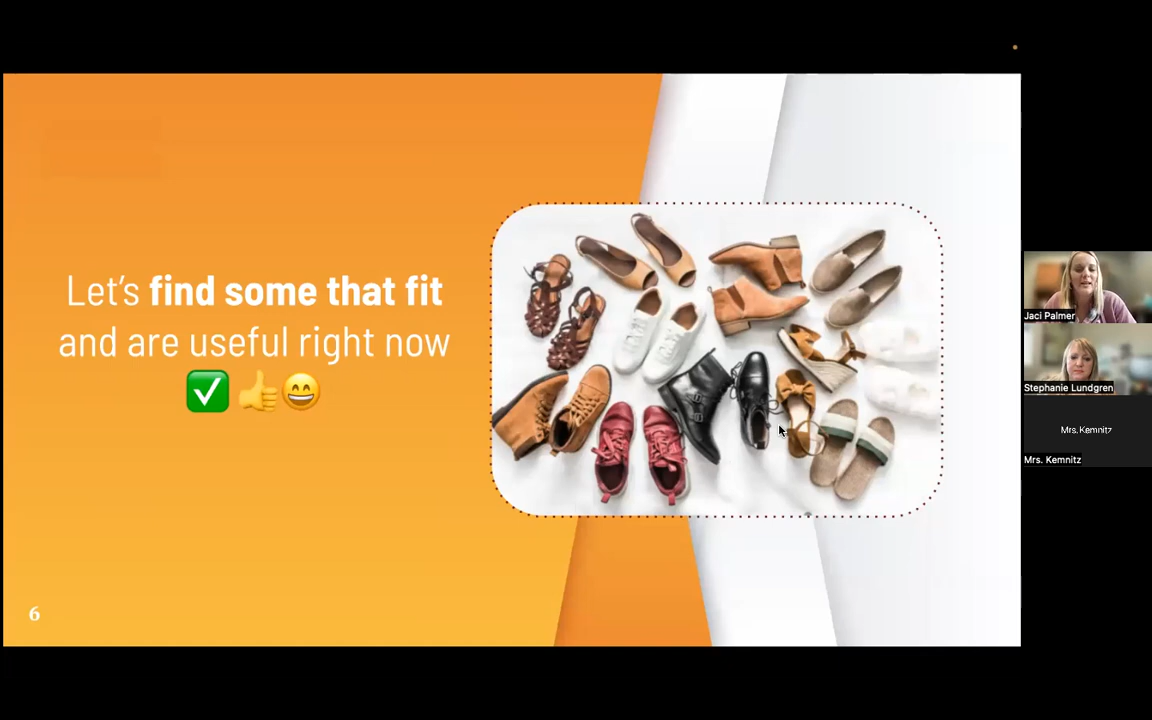 Let's find some that fit
and are useful right now
✅👍😄
6
Jaci Palmer
Stephanie Lundgren
Mrs. Kemnitz
Mrs. Kemnitz